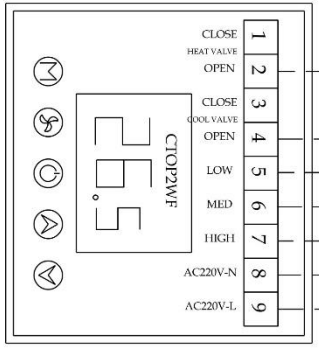 CLOSE 1
HEAT VALVE
OPEN 2
CLOSE 3
COOL VALVE
OPEN 4
LOW 5
MED 6
HIGH 7
AC220V-N 8
AC220V-L 9
M
26.5
CTOP2WF